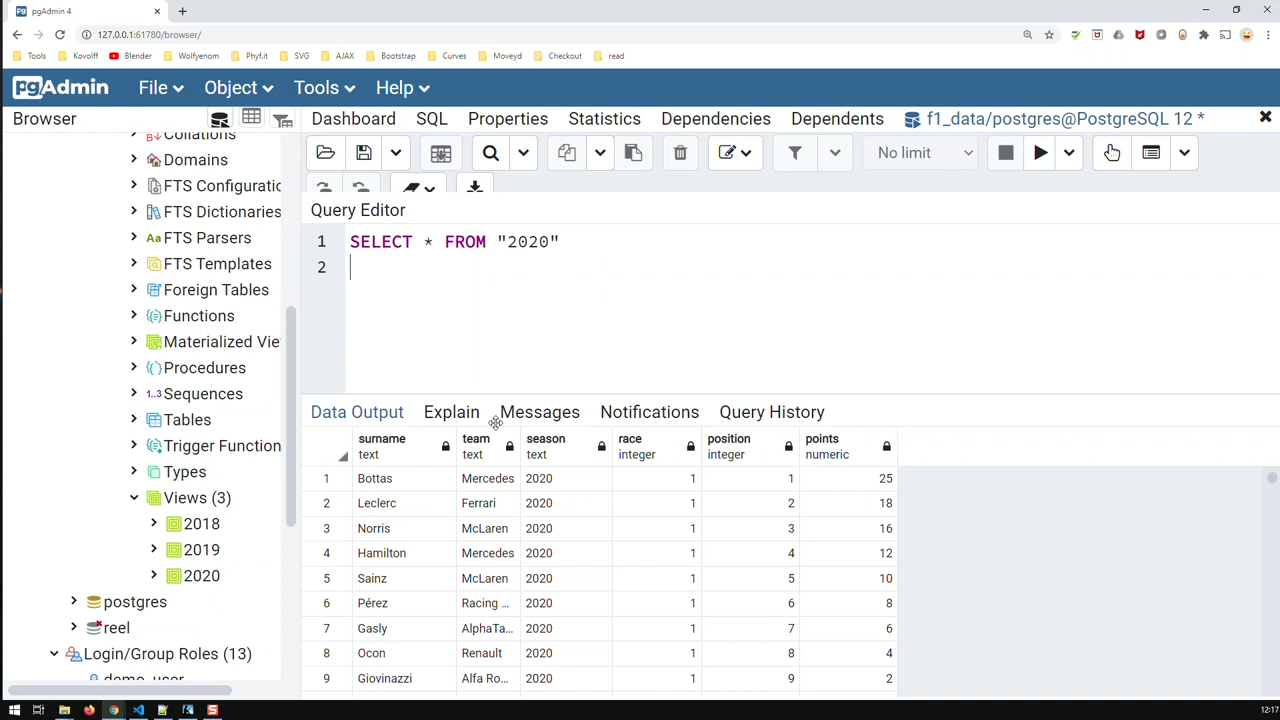 pgAdmin 4
127.0.0.1:61780/browser/
Tools Kovolff Blender Wolfyenom Phyf.it SVG AJAX Bootstrap Curves Moveyd Checkout read
pgAdmin File Object Tools Help
Browser
Dashboard SQL Properties Statistics Dependencies Dependents f1_data/postgres@PostgreSQL 12 *
No limit
Collations
Domains
FTS Configuratic
FTS Dictionaries
FTS Parsers
FTS Templates
Foreign Tables
Functions
Materialized Vie
Procedures
1..3 Sequences
Tables
Trigger Function
Types
Views (3)
2018
2019
2020
postgres
reel
Login/Group Roles (13)
demo_user
Query Editor
1 SELECT * FROM "2020"
2
Data Output Explain Messages Notifications Query History
surname team season race position points
text text text integer integer numeric
1 Bottas Mercedes 2020 1 1 25
2 Leclerc Ferrari 2020 1 2 18
3 Norris McLaren 2020 1 3 16
4 Hamilton Mercedes 2020 1 4 12
5 Sainz McLaren 2020 1 5 10
6 Pérez Racing ... 2020 1 6 8
7 Gasly AlphaTa... 2020 1 7 6
8 Ocon Renault 2020 1 8 4
9 Giovinazzi Alfa Ro... 2020 1 9 2
12:17